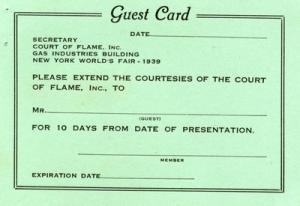 Guest Card
DATE
SECRETARY
COURT OF FLAME, INC.
GAS INDUSTRIES BUILDING
NEW YORK WORLD'S FAIR - 1939
PLEASE EXTEND THE COURTESIES OF THE COURT
OF FLAME, INC., TO
MR.
(GUEST)
FOR 10 DAYS FROM DATE OF PRESENTATION.
MEMBER
EXPIRATION DATE